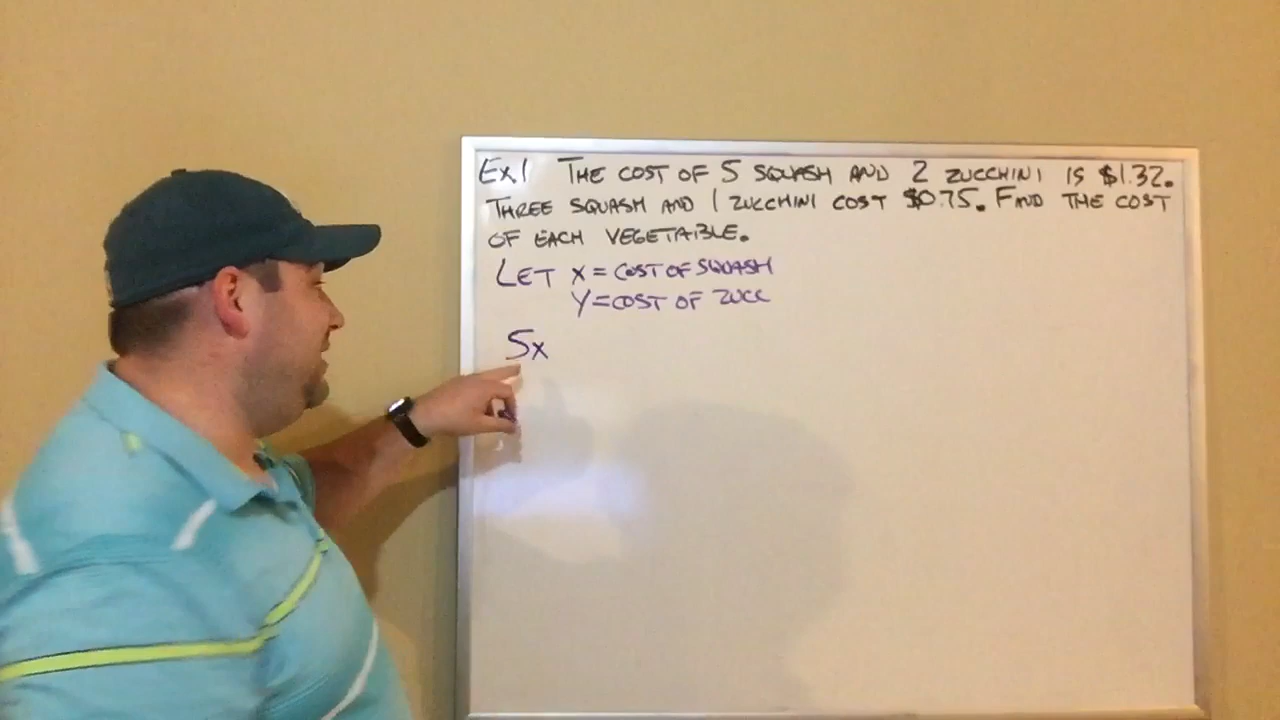 Ex1 THE COST OF 5 SQUASH AND 2 ZUCCHINI IS $1.32.
THREE SQUASH AND 1 ZUCCHINI COST $0.75. FIND THE COST
OF EACH VEGETABLE.
LET X = COST OF SQUASH
Y = COST OF ZUCC
5x